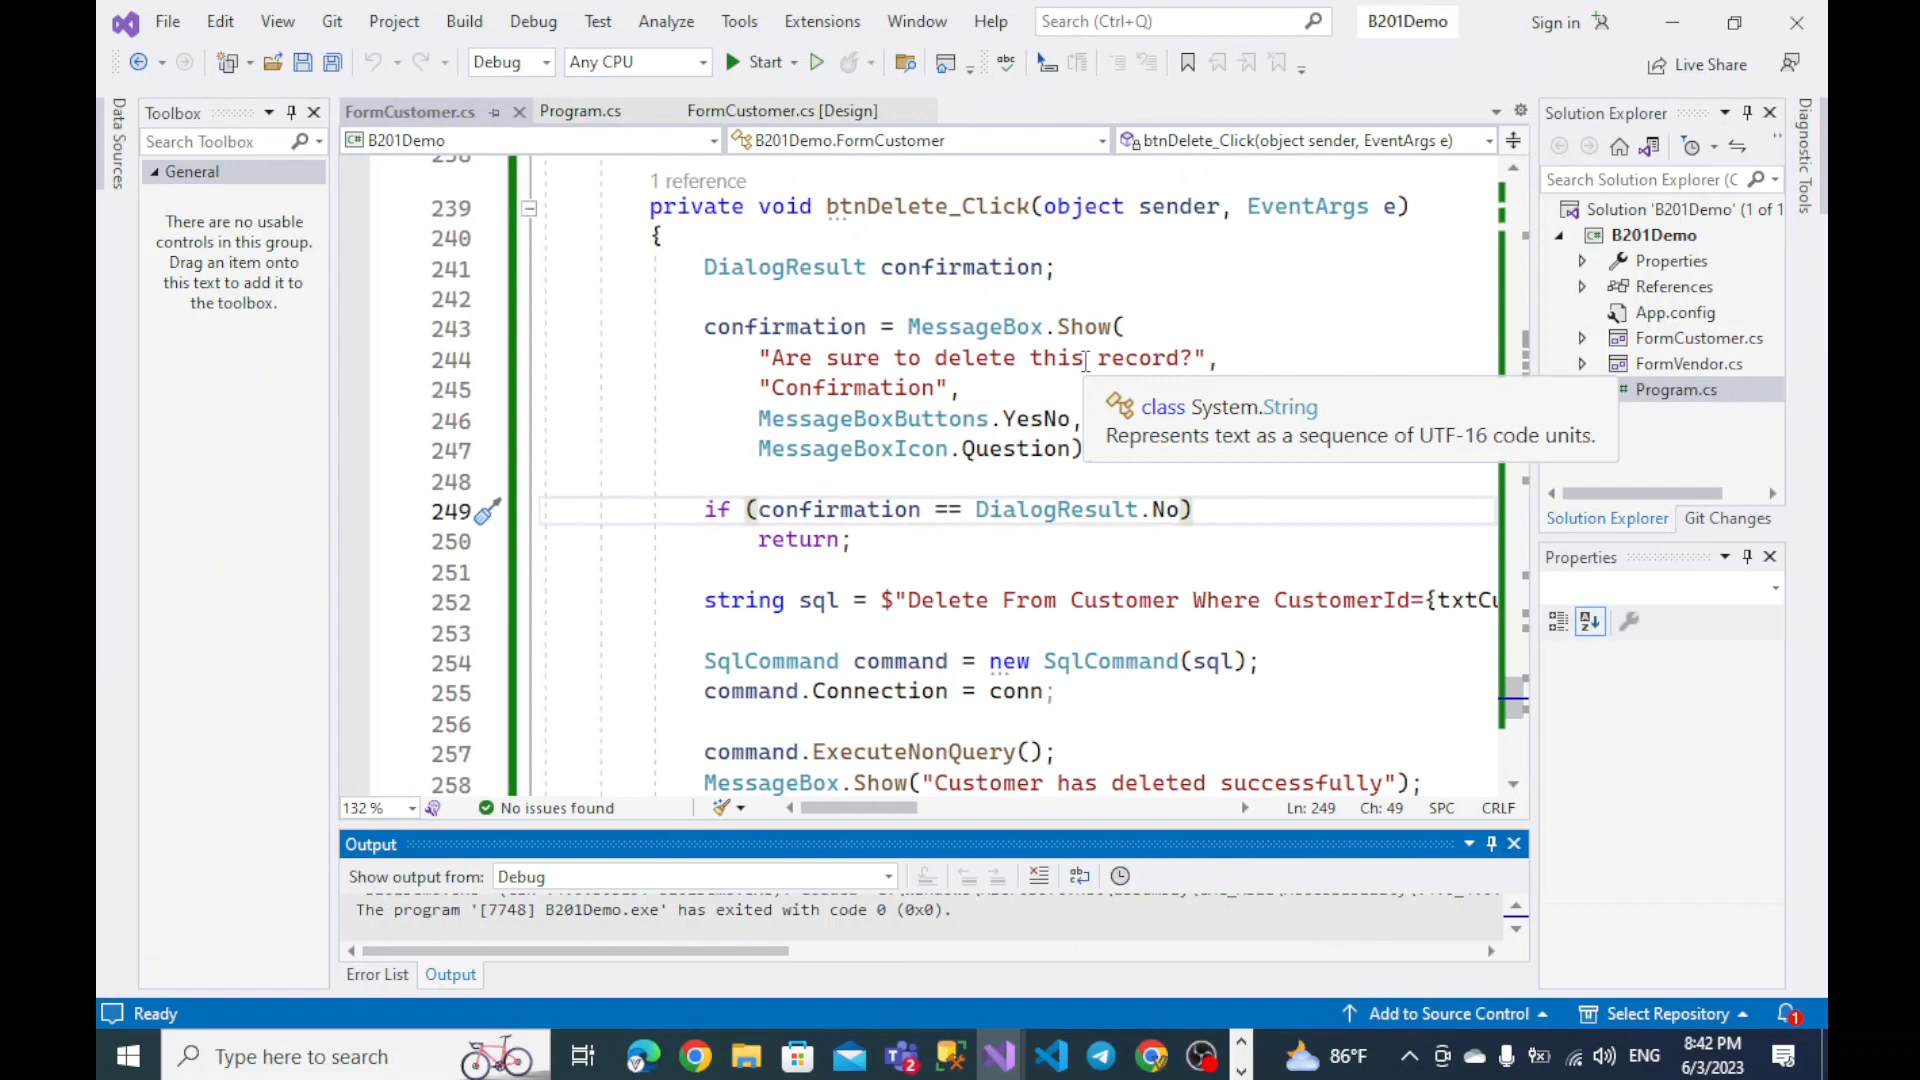 File Edit View Git Project Build Debug Test Analyze Tools Extensions Window Help Search (Ctrl+Q) B201Demo Sign in
Debug Any CPU Start Live Share
Data Sources
Toolbox
Search Toolbox
General
There are no usable
controls in this group.
Drag an item onto
this text to add it to
the toolbox.
FormCustomer.cs Program.cs FormCustomer.cs [Design]
B201Demo B201Demo.FormCustomer btnDelete_Click(object sender, EventArgs e)
238
1 reference
239 private void btnDelete_Click(object sender, EventArgs e)
240 {
241 DialogResult confirmation;
242
243 confirmation = MessageBox.Show(
244 "Are sure to delete this record?",
245 "Confirmation",
246 MessageBoxButtons.YesNo,
247 MessageBoxIcon.Question)
class System.String
Represents text as a sequence of UTF-16 code units.
248
249 if (confirmation == DialogResult.No)
250 return;
251
252 string sql = $"Delete From Customer Where CustomerId={txtCu
253
254 SqlCommand command = new SqlCommand(sql);
255 command.Connection = conn;
256
257 command.ExecuteNonQuery();
258 MessageBox.Show("Customer has deleted successfully");
132 % No issues found Ln: 249 Ch: 49 SPC CRLF
Output
Show output from: Debug
The program '[7748] B201Demo.exe' has exited with code 0 (0x0).
Error List Output
Solution Explorer
Search Solution Explorer (C
Solution 'B201Demo' (1 of 1
B201Demo
Properties
References
App.config
FormCustomer.cs
FormVendor.cs
Program.cs
Solution Explorer Git Changes
Properties
Diagnostic Tools
Ready Add to Source Control Select Repository 1
Type here to search 2 86°F ENG 8:42 PM
6/3/2023